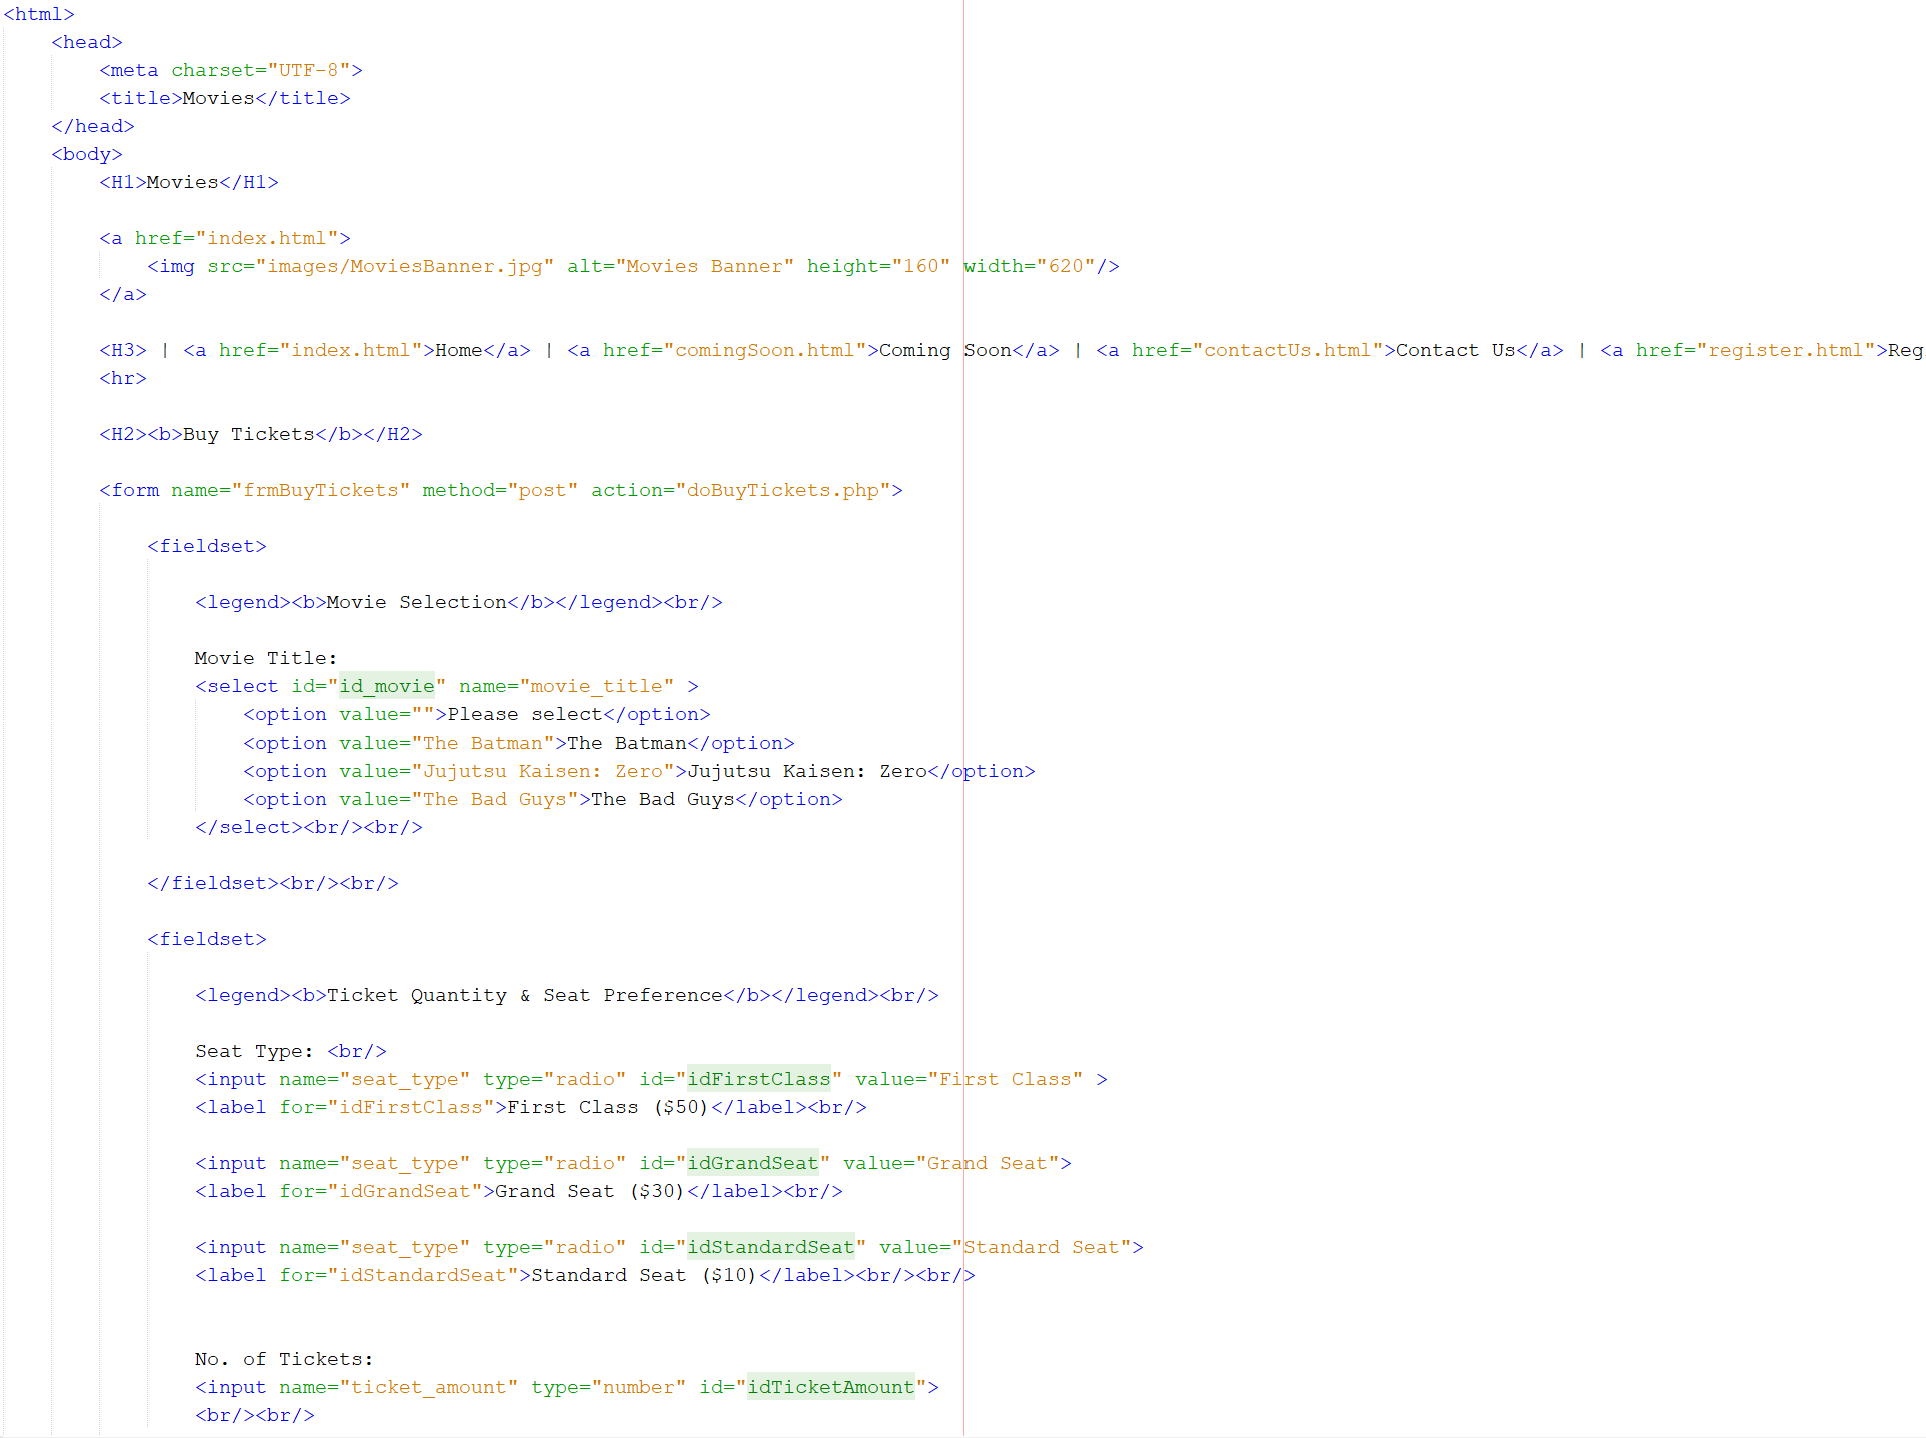 <html>
<head>
<meta charset="UTF-8">
<title>Movies</title>
</head>
<body>
<H1>Movies</H1>
<a href="index.html">
<img src="images/MoviesBanner.jpg" alt="Movies Banner" height="160" width="620"/>
</a>
<H3> | <a href="index.html">Home</a> | <a href="comingSoon.html">Coming Soon</a> | <a href="contactUs.html">Contact Us</a> | <a href="register.html">Reg
<hr>
<H2><b>Buy Tickets</b></H2>
<form name="frmBuyTickets" method="post" action="doBuyTickets.php">
<fieldset>
<legend><b>Movie Selection</b></legend><br/>
Movie Title:
<select id="id_movie" name="movie_title" >
<option value="">Please select</option>
<option value="The Batman">The Batman</option>
<option value="Jujutsu Kaisen: Zero">Jujutsu Kaisen: Zero</option>
<option value="The Bad Guys">The Bad Guys</option>
</select><br/><br/>
</fieldset><br/><br/>
<fieldset>
<legend><b>Ticket Quantity & Seat Preference</b></legend><br/>
Seat Type: <br/>
<input name="seat_type" type="radio" id="idFirstClass" value="First Class" >
<label for="idFirstClass">First Class ($50)</label><br/>
<input name="seat_type" type="radio" id="idGrandSeat" value="Grand Seat">
<label for="idGrandSeat">Grand Seat ($30)</label><br/>
<input name="seat_type" type="radio" id="idStandardSeat" value="Standard Seat">
<label for="idStandardSeat">Standard Seat ($10)</label><br/><br/>
No. of Tickets:
<input name="ticket_amount" type="number" id="idTicketAmount">
<br/><br/>